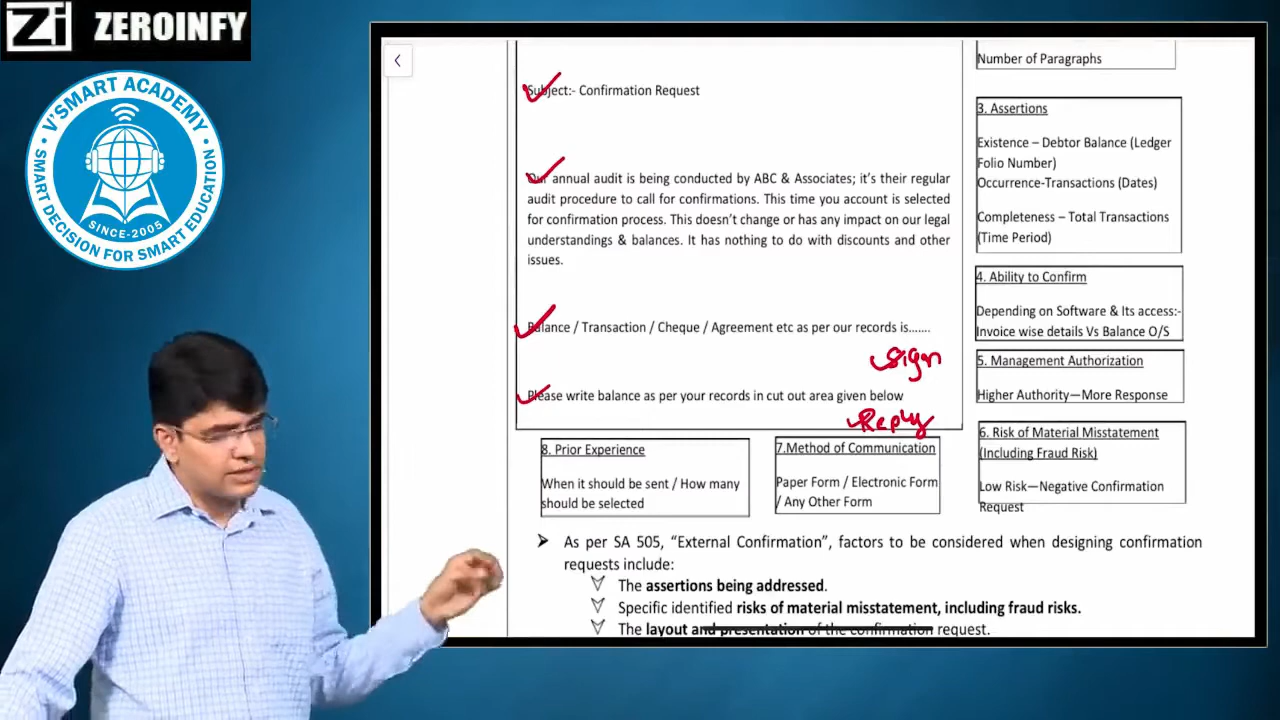 Zi ZEROINFY
V'SMART ACADEMY
SMART DECISION FOR SMART EDUCATION
SINCE-2005
Number of Paragraphs
Subject:- Confirmation Request
3. Assertions
Existence – Debtor Balance (Ledger
Folio Number)
Occurrence-Transactions (Dates)
Completeness – Total Transactions
(Time Period)
Our annual audit is being conducted by ABC & Associates; it's their regular
audit procedure to call for confirmations. This time you account is selected
for confirmation process. This doesn't change or has any impact on our legal
understandings & balances. It has nothing to do with discounts and other
issues.
4. Ability to Confirm
Depending on Software & Its access:-
Invoice wise details Vs Balance O/S
Balance / Transaction / Cheque / Agreement etc as per our records is…….
Sign
5. Management Authorization
Higher Authority—More Response
Please write balance as per your records in cut out area given below
Reply
6. Risk of Material Misstatement
(Including Fraud Risk)
Low Risk—Negative Confirmation
Request
8. Prior Experience
When it should be sent / How many
should be selected
7.Method of Communication
Paper Form / Electronic Form
/ Any Other Form
As per SA 505, “External Confirmation”, factors to be considered when designing confirmation
requests include:
The assertions being addressed.
Specific identified risks of material misstatement, including fraud risks.
The layout and presentation of the confirmation request.